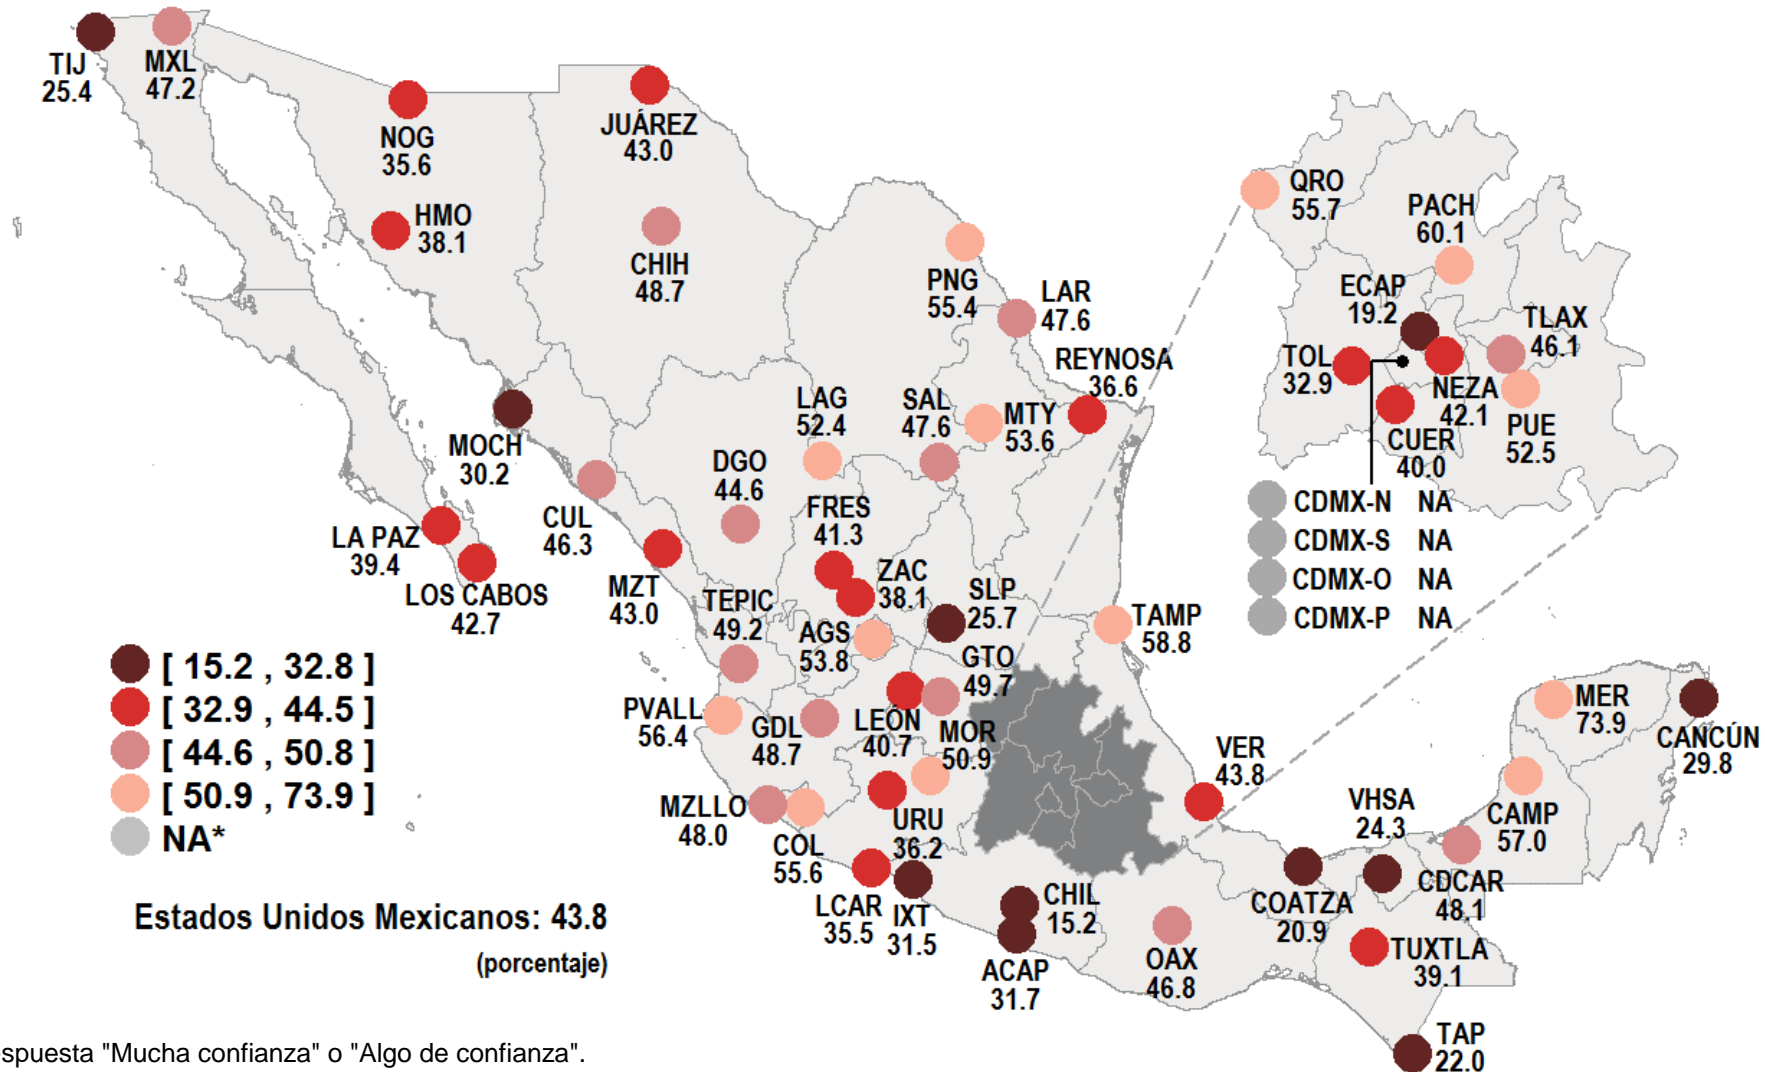 TIJ
25.4
MXL
47.2
NOG
35.6
JUÁREZ
43.0
HMO
38.1
CHIH
48.7
PNG
55.4
LAR
47.6
REYNOSA
36.6
MOCH
30.2
LAG
52.4
SAL
47.6
MTY
53.6
DGO
44.6
CUL
46.3
FRES
41.3
LA PAZ
39.4
LOS CABOS
42.7
MZT
43.0
ZAC
38.1
TEPIC
49.2
AGS
53.8
SLP
25.7
TAMP
58.8
GTO
49.7
PVALL
56.4
GDL
48.7
LEÓN
40.7
MOR
50.9
MZLLO
48.0
COL
55.6
URU
36.2
LCAR
35.5
IXT
31.5
CHIL
15.2
ACAP
31.7
OAX
46.8
VER
43.8
COATZA
20.9
VHSA
24.3
CDCAR
48.1
CAMP
57.0
MER
73.9
CANCÚN
29.8
TUXTLA
39.1
TAP
22.0
QRO
55.7
PACH
60.1
ECAP
19.2
TLAX
46.1
TOL
32.9
NEZA
42.1
CUER
40.0
PUE
52.5
CDMX-N NA
CDMX-S NA
CDMX-O NA
CDMX-P NA
[ 15.2 , 32.8 ]
[ 32.9 , 44.5 ]
[ 44.6 , 50.8 ]
[ 50.9 , 73.9 ]
NA*
Estados Unidos Mexicanos: 43.8
(porcentaje)
spuesta "Mucha confianza" o "Algo de confianza".